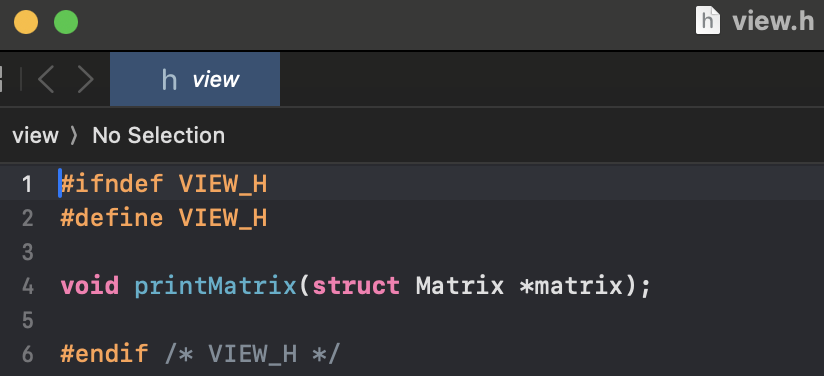 h view.h
h view
view 〉 No Selection
1 #ifndef VIEW_H
2 #define VIEW_H
3
4 void printMatrix(struct Matrix *matrix);
5
6 #endif /* VIEW_H */